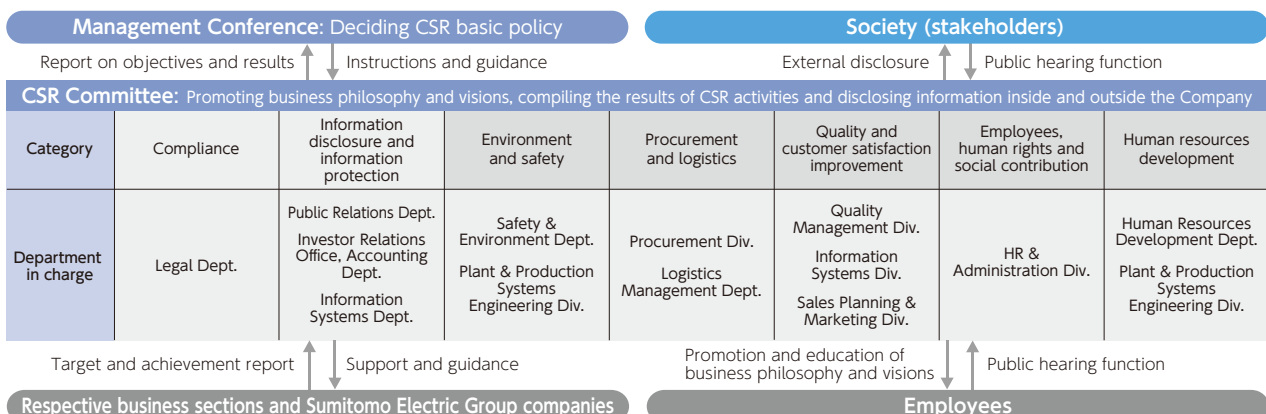 Management Conference: Deciding CSR basic policy
Society (stakeholders)
Report on objectives and results
Instructions and guidance
External disclosure
Public hearing function
CSR Committee: Promoting business philosophy and visions, compiling the results of CSR activities and disclosing information inside and outside the Company
Category
Compliance
Information
disclosure and
information
protection
Environment
and safety
Procurement
and logistics
Quality and
customer satisfaction
improvement
Employees,
human rights and
social contribution
Human resources
development
Department
in charge
Legal Dept.
Public Relations Dept.
Investor Relations
Office, Accounting
Dept.
Information
Systems Dept.
Safety &
Environment Dept.
Plant & Production
Systems
Engineering Div.
Procurement Div.
Logistics
Management Dept.
Quality
Management Div.
Information
Systems Div.
Sales Planning &
Marketing Div.
HR &
Administration Div.
Human Resources
Development Dept.
Plant & Production
Systems
Engineering Div.
Target and achievement report
Support and guidance
Promotion and education of
business philosophy and visions
Public hearing function
Respective business sections and Sumitomo Electric Group companies
Employees